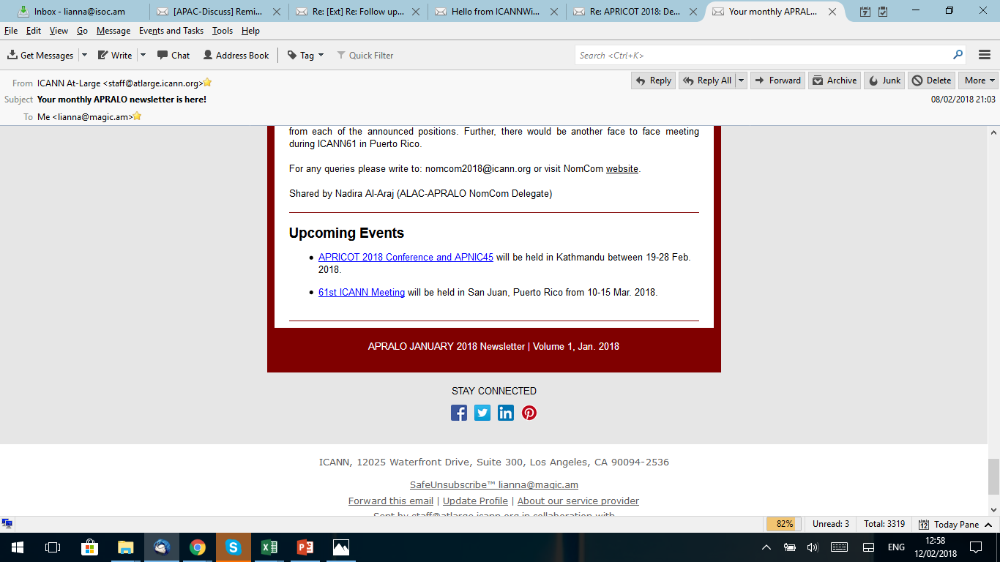 Inbox - lianna@isoc.am
[APAC-Discuss] Remi...
Re: [Ext] Re: Follow up...
Hello from ICANNWi...
Re: APRICOT 2018: De...
Your monthly APRAL...
File Edit View Go Message Events and Tasks Tools Help
Get Messages Write Chat Address Book Tag Quick Filter Search <Ctrl+K>
From ICANN At-Large <staff@atlarge.icann.org>
Reply Reply All Forward Archive Junk Delete More
Subject Your monthly APRALO newsletter is here!
08/02/2018 21:03
To Me <lianna@magic.am>
from each of the announced positions. Further, there would be another face to face meeting
during ICANN61 in Puerto Rico.
For any queries please write to: nomcom2018@icann.org or visit NomCom website.
Shared by Nadira Al-Araj (ALAC-APRALO NomCom Delegate)
Upcoming Events
• APRICOT 2018 Conference and APNIC45 will be held in Kathmandu between 19-28 Feb.
2018.
• 61st ICANN Meeting will be held in San Juan, Puerto Rico from 10-15 Mar. 2018.
APRALO JANUARY 2018 Newsletter | Volume 1, Jan. 2018
STAY CONNECTED
ICANN, 12025 Waterfront Drive, Suite 300, Los Angeles, CA 90094-2536
SafeUnsubscribe™ lianna@magic.am
Forward this email | Update Profile | About our service provider
Sent by staff@atlarge.icann.org in collaboration with
82% Unread: 3 Total: 3319 12 Today Pane
ENG
12:58
12/02/2018